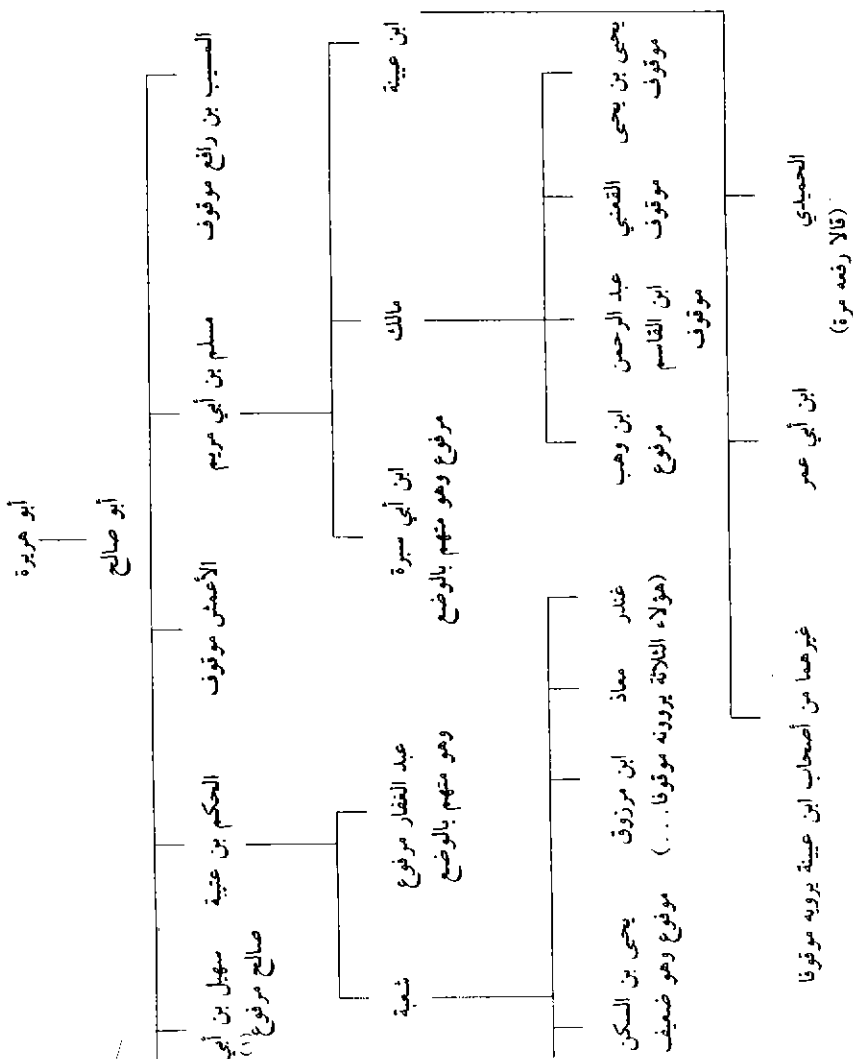 أبو هريرة
أبو صالح
المسيب بن رافع موقوف
مسلم بن أبي مريم
الأعمش موقوف
الحكم بن عتيبة
سهيل بن أبي
صالح مرفوع (١)
ابن عيينة
مالك
ابن أبي سبرة
مرفوع وهو متهم بالوضع
عبد الغفار مرفوع
وهو متهم بالوضع
شعبة
يحيى بن يحيى
موقوف
القعنبي
موقوف
عبد الرحمن
ابن القاسم
موقوف
ابن وهب
مرفوع
غندر
معاذ
ابن مرزوق
(هؤلاء الثلاثة يروونه موقوفا...)
يحيى بن السكن
مرفوع وهو ضعيف
الحميدي
ابن أبي عمر
(قالا رفعه مرة)
غيرهما من أصحاب ابن عيينة يرويه موقوفا